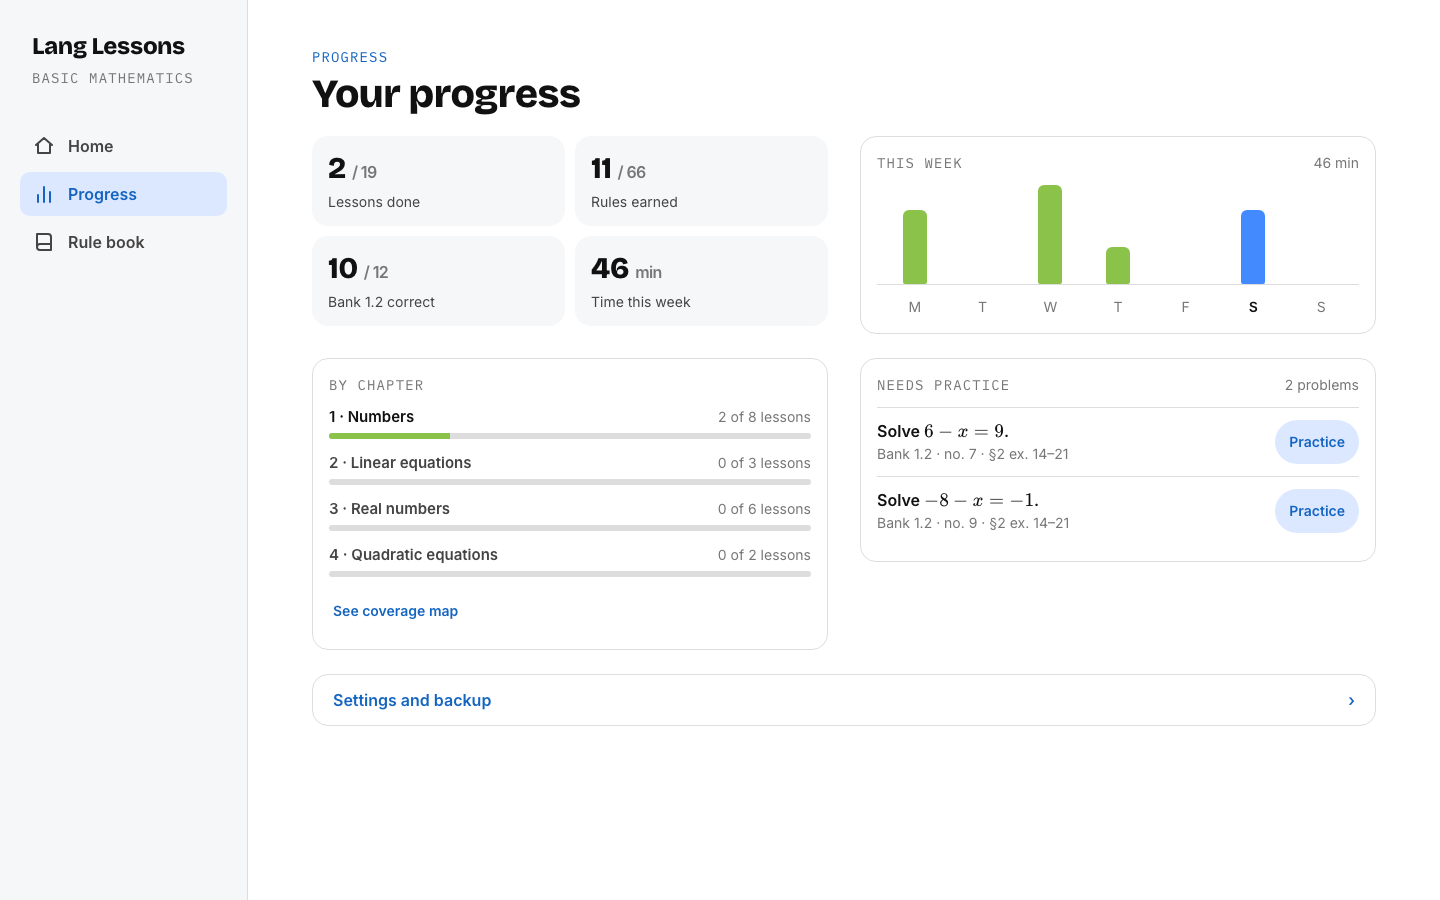 Lang Lessons
BASIC MATHEMATICS
Home
Progress
Rule book
PROGRESS
Your progress
2 / 19
Lessons done
11 / 66
Rules earned
10 / 12
Bank 1.2 correct
46 min
Time this week
THIS WEEK 46 min
M T W T F S S
BY CHAPTER
1 · Numbers 2 of 8 lessons
2 · Linear equations 0 of 3 lessons
3 · Real numbers 0 of 6 lessons
4 · Quadratic equations 0 of 2 lessons
See coverage map
NEEDS PRACTICE 2 problems
Solve 6 − x = 9.
Bank 1.2 · no. 7 · §2 ex. 14–21
Practice
Solve −8 − x = −1.
Bank 1.2 · no. 9 · §2 ex. 14–21
Practice
Settings and backup ›